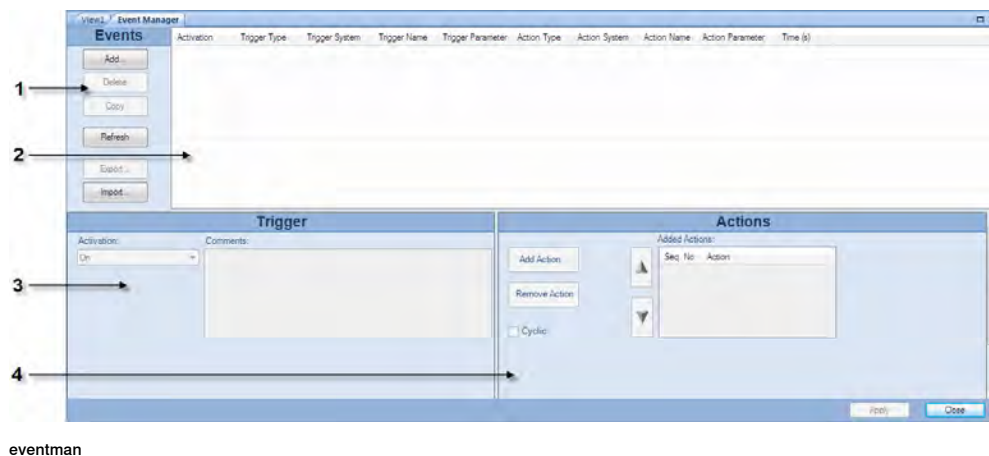 View1 Event Manager
Events
Activation Trigger Type Trigger System Trigger Name Trigger Parameter Action Type Action System Action Name Action Parameter Time (s)
Add...
1
Delete
Copy
Refresh
2
Export...
Import...
Trigger
Actions
Activation:
Comments:
Added Actions:
On
Add Action
Seq. No Action
3
Remove Action
Cyclic
4
Apply
Close
eventman